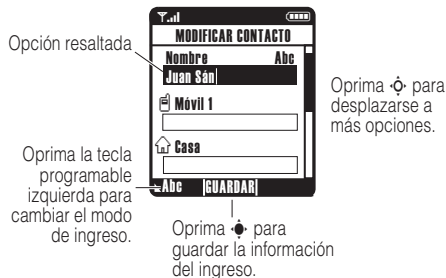 MODIFICAR CONTACTO
Opción resaltada
Nombre Abc
Juan Sán
Móvil 1
Casa
Abc GUARDAR
Oprima para
desplazarse a
más opciones.
Oprima la tecla
programable
izquierda para
cambiar el modo
de ingreso.
Oprima para
guardar la información
del ingreso.